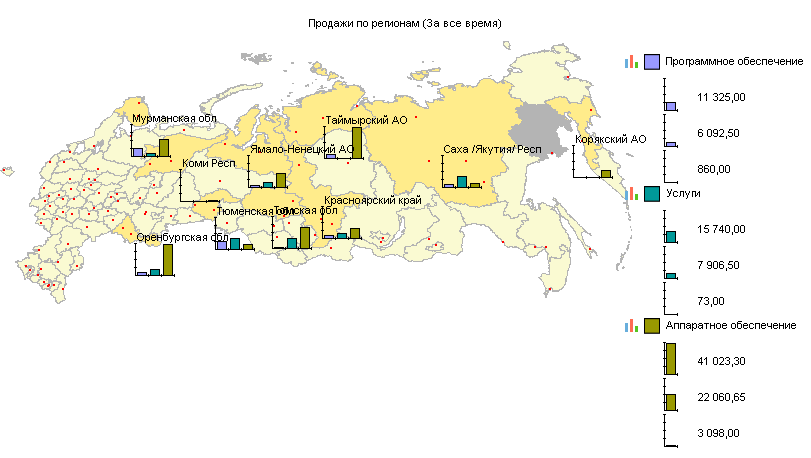 Продажи по регионам (За все время)
Программное обеспечение
11 325,00
6 092,50
860,00
Услуги
15 740,00
7 906,50
73,00
Аппаратное обеспечение
41 023,30
22 060,65
3 098,00
Мурманская обл
Таймырский АО
Корякский АО
Ямало-Ненецкий АО
Саха /Якутия/ Респ
Коми Респ
Красноярский край
Тюменская обл
Томская обл
Оренбургская обл